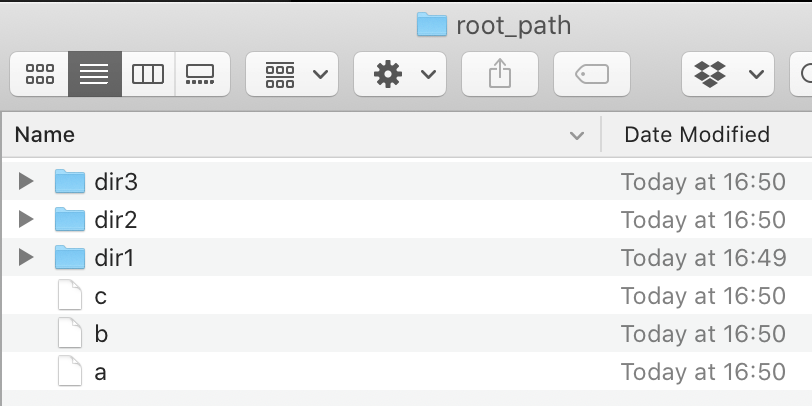 root_path
Name Date Modified
dir3 Today at 16:50
dir2 Today at 16:50
dir1 Today at 16:49
c Today at 16:50
b Today at 16:50
a Today at 16:50